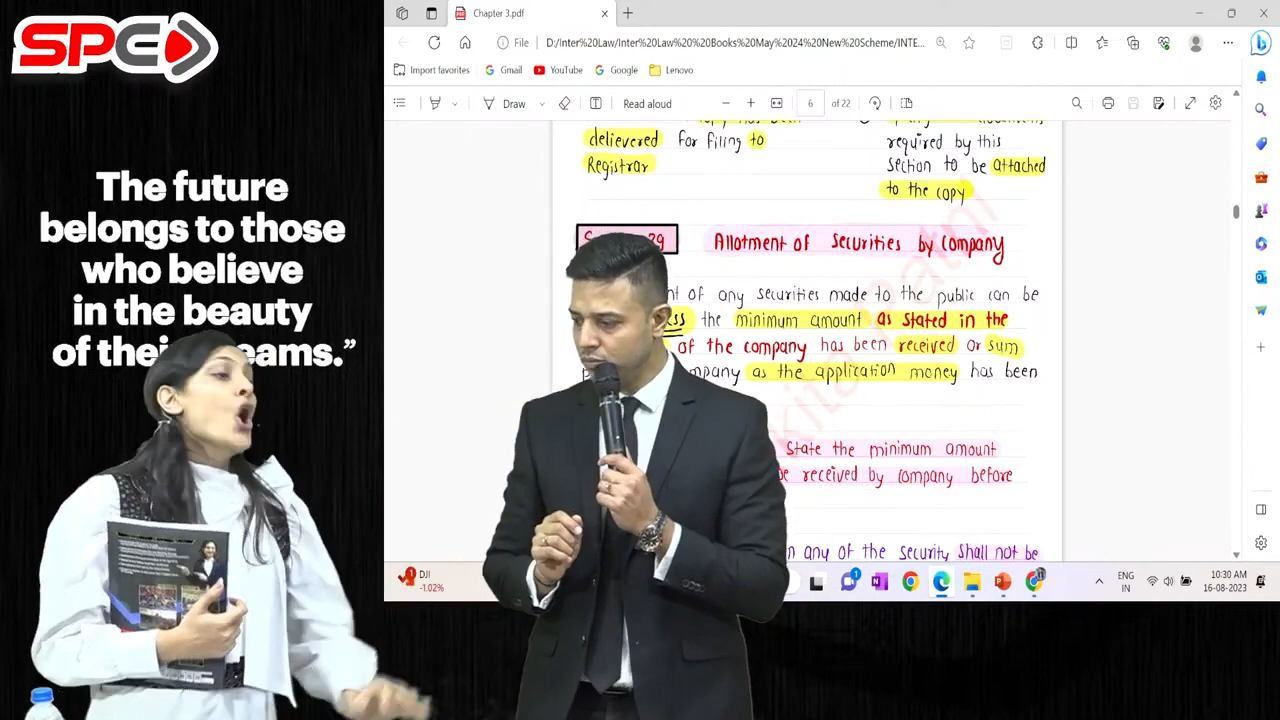 SPE
The future
belongs to those
who believe
in the beauty
of their dreams.”
Chapter 3.pdf
File
D:/Inter%20Law/Inter%20Law%20%20Books%20May%2024%20New%20Scheme/INTE...
Import favorites
Gmail
YouTube
Google
Lenovo
Draw
Read aloud
6
of 22
delievered for filing to
Registrar
required by this
section to be attached
to the copy
29
Allotment of securities by company
of any securities made to the public can be
the minimum amount as stated in the
of the company has been received or sum
as the application money has been
State the minimum amount
received by company before
any of the security shall not be
DJI
-1.02%
ENG
IN
10:30 AM
16-08-2023